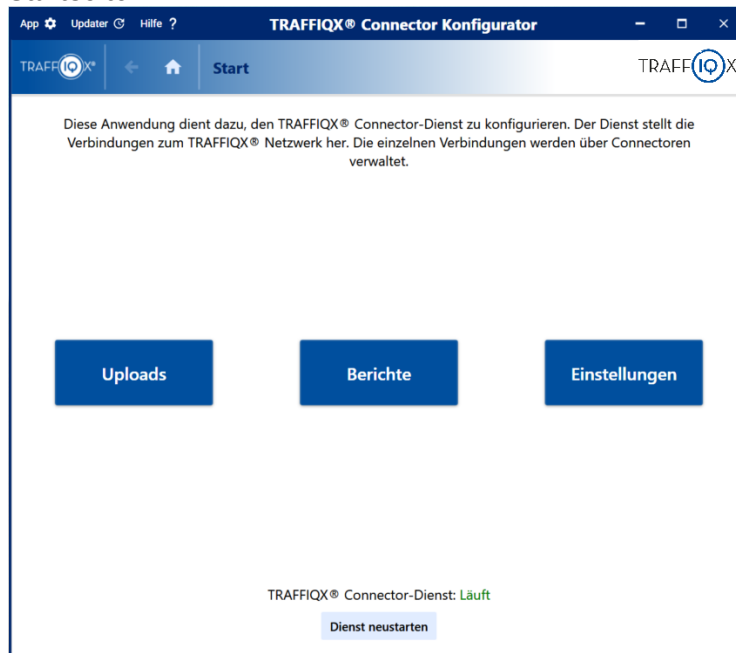 App Updater Hilfe ? TRAFFIQX® Connector Konfigurator
TRAFFIQX® Start TRAFFIQX
Diese Anwendung dient dazu, den TRAFFIQX® Connector-Dienst zu konfigurieren. Der Dienst stellt die
Verbindungen zum TRAFFIQX® Netzwerk her. Die einzelnen Verbindungen werden über Connectoren
verwaltet.
Uploads Berichte Einstellungen
TRAFFIQX® Connector-Dienst: Läuft
Dienst neustarten